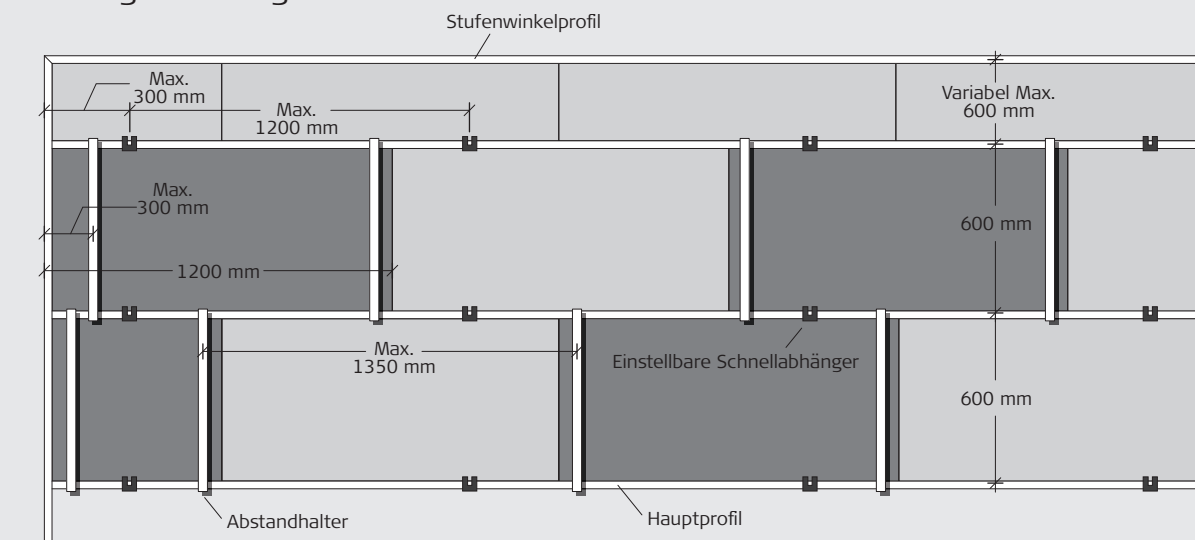 Stufenwinkelprofil
Max.
300 mm
Max.
1200 mm
Variabel Max.
600 mm
Max.
300 mm
600 mm
1200 mm
Max.
1350 mm
Einstellbare Schnellabhänger
600 mm
Abstandhalter
Hauptprofil